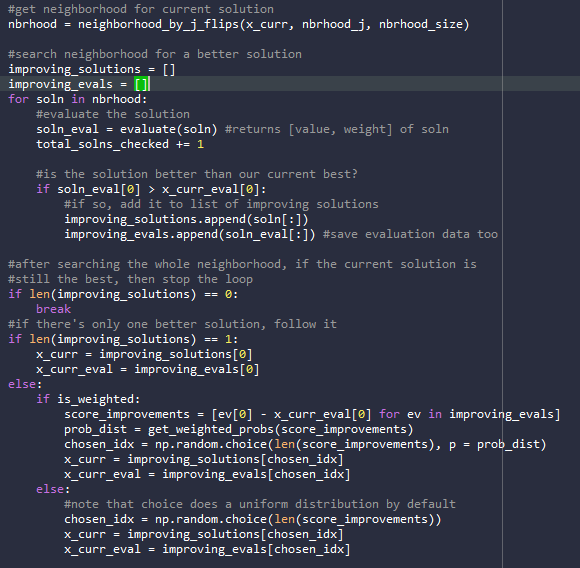 #get neighborhood for current solution
nbrhood = neighborhood_by_j_flips(x_curr, nbrhood_j, nbrhood_size)

#search neighborhood for a better solution
improving_solutions = []
improving_evals = []
for soln in nbrhood:
    #evaluate the solution
    soln_eval = evaluate(soln) #returns [value, weight] of soln
    total_solns_checked += 1

    #is the solution better than our current best?
    if soln_eval[0] > x_curr_eval[0]:
        #if so, add it to list of improving solutions
        improving_solutions.append(soln[:])
        improving_evals.append(soln_eval[:]) #save evaluation data too

#after searching the whole neighborhood, if the current solution is
#still the best, then stop the loop
if len(improving_solutions) == 0:
    break
#if there's only one better solution, follow it
if len(improving_solutions) == 1:
    x_curr = improving_solutions[0]
    x_curr_eval = improving_evals[0]
else:
    if is_weighted:
        score_improvements = [ev[0] - x_curr_eval[0] for ev in improving_evals]
        prob_dist = get_weighted_probs(score_improvements)
        chosen_idx = np.random.choice(len(score_improvements), p = prob_dist)
        x_curr = improving_solutions[chosen_idx]
        x_curr_eval = improving_evals[chosen_idx]
    else:
        #note that choice does a uniform distribution by default
        chosen_idx = np.random.choice(len(score_improvements))
        x_curr = improving_solutions[chosen_idx]
        x_curr_eval = improving_evals[chosen_idx]